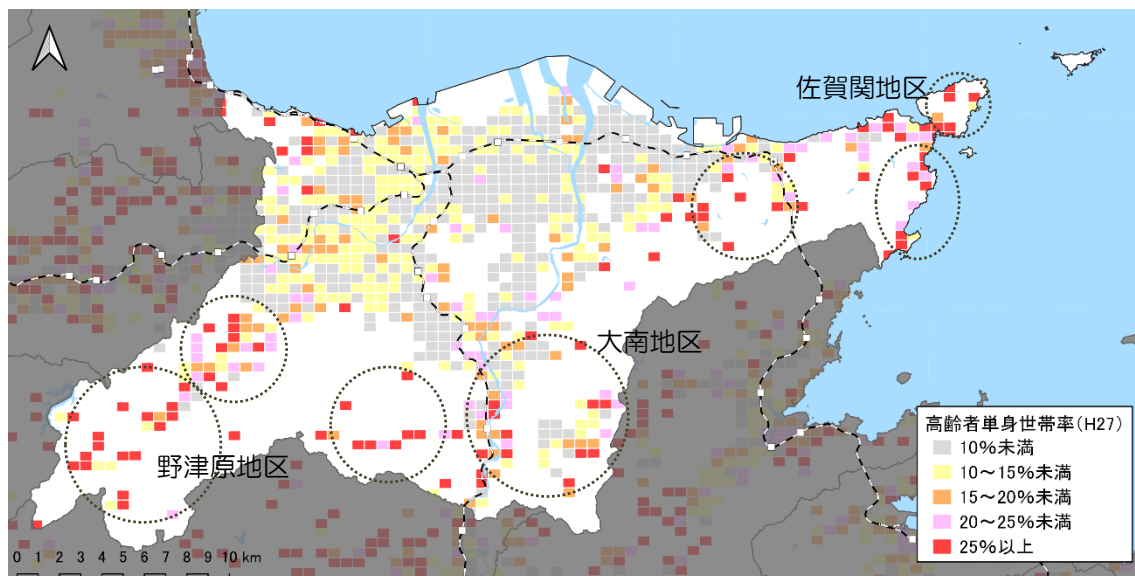 佐賀関地区
大南地区
野津原地区
高齢者単身世帯率(H27)
10%未満
10~15%未満
15~20%未満
20~25%未満
25%以上
0 1 2 3 4 5 6 7 8 9 10 km